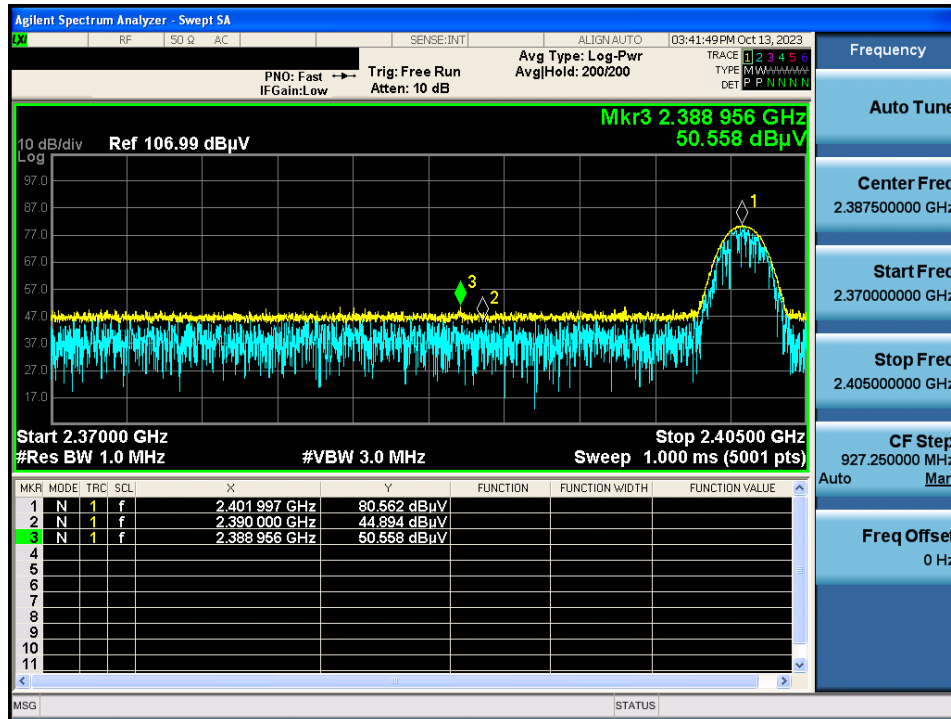 Agilent Spectrum Analyzer - Swept SA
LXI RF 50 Ω AC SENSE:INT ALIGN AUTO 03:41:49 PM Oct 13, 2023
PNO: Fast Trig: Free Run Avg Type: Log-Pwr TRACE 1 2 3 4 5 6
IFGain:Low Atten: 10 dB Avg|Hold: 200/200 TYPE M W W W W W
DET P P N N N N
Mkr3 2.388 956 GHz
50.558 dBµV
10 dB/div Ref 106.99 dBµV
Log
97.0
87.0
77.0
67.0
57.0
47.0
37.0
27.0
17.0
1
3
2
Start 2.37000 GHz Stop 2.40500 GHz
#Res BW 1.0 MHz #VBW 3.0 MHz Sweep 1.000 ms (5001 pts)
MKR MODE TRC SCL X Y FUNCTION FUNCTION WIDTH FUNCTION VALUE
1 N 1 f 2.401 997 GHz 80.562 dBµV
2 N 1 f 2.390 000 GHz 44.894 dBµV
3 N 1 f 2.388 956 GHz 50.558 dBµV
4
5
6
7
8
9
10
11
MSG STATUS
Frequency
Auto Tune
Center Freq
2.387500000 GHz
Start Freq
2.370000000 GHz
Stop Freq
2.405000000 GHz
CF Step
927.250000 MHz
Auto Man
Freq Offset
0 Hz